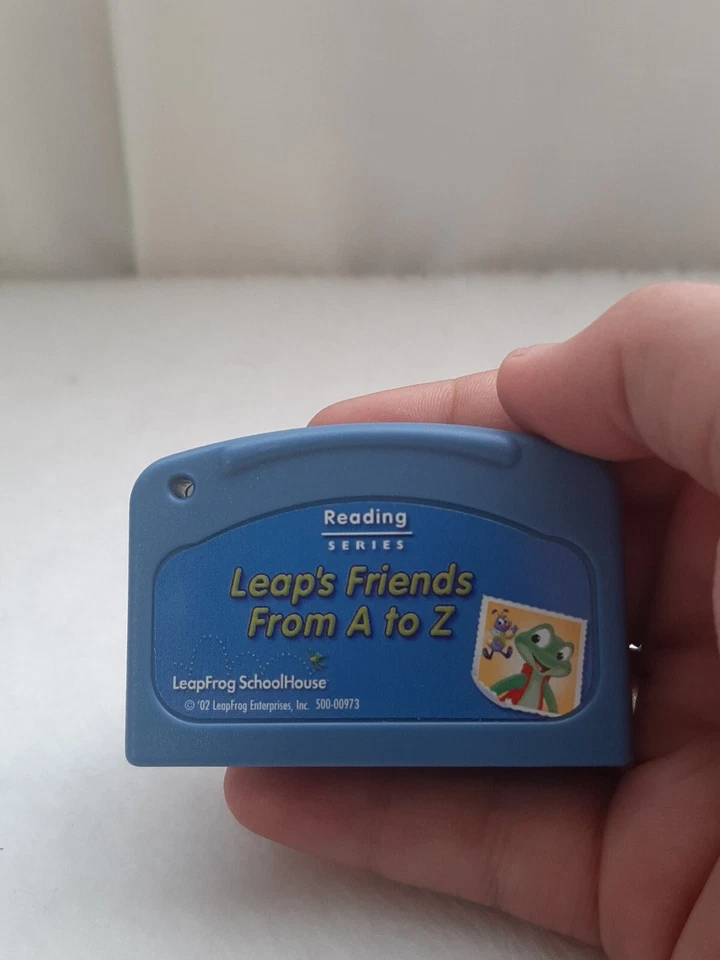 Reading
SERIES
Leap's Friends
From A to Z
LeapFrog SchoolHouse
© '02 LeapFrog Enterprises, Inc. 500-00973